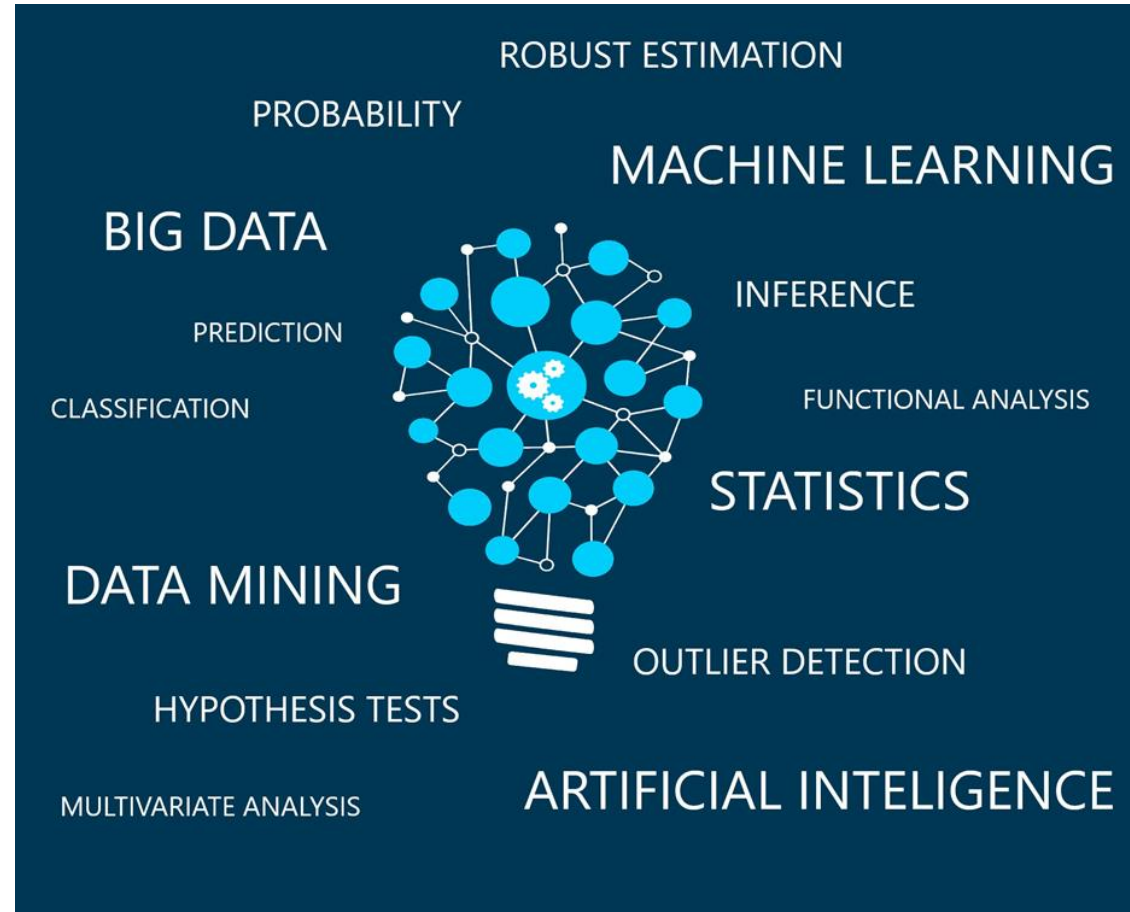 ROBUST ESTIMATION
PROBABILITY
MACHINE LEARNING
BIG DATA
INFERENCE
PREDICTION
FUNCTIONAL ANALYSIS
CLASSIFICATION
STATISTICS
DATA MINING
OUTLIER DETECTION
HYPOTHESIS TESTS
ARTIFICIAL INTELIGENCE
MULTIVARIATE ANALYSIS